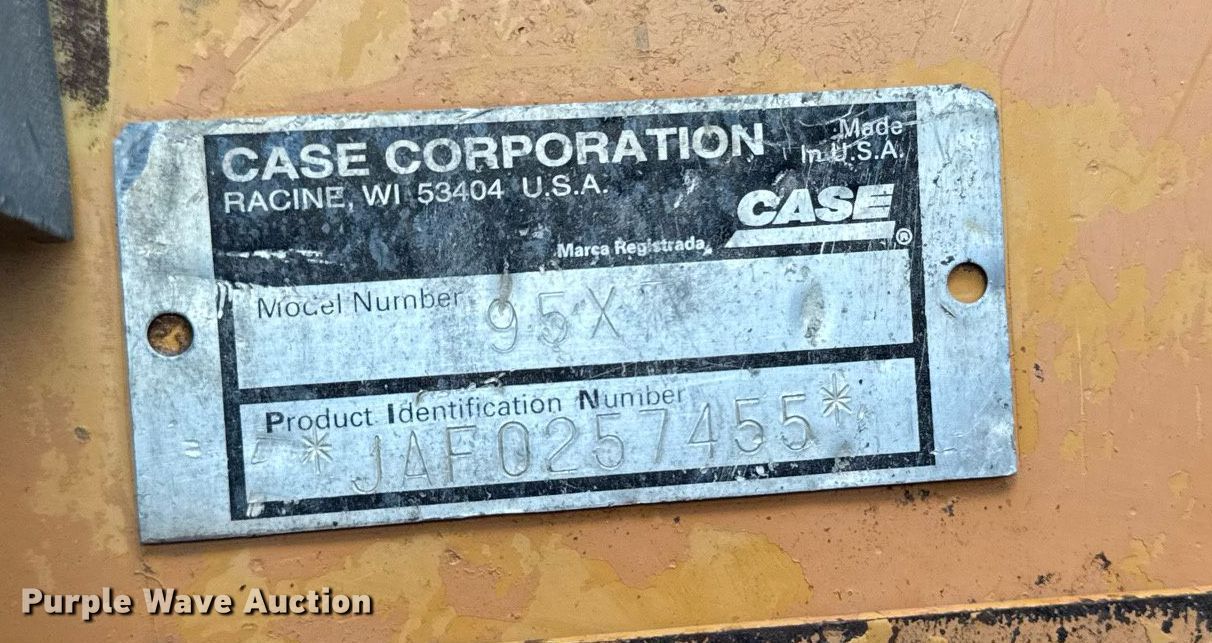 CASE CORPORATION
RACINE, WI 53404 U.S.A.
Made
In U.S.A.
CASE
®
Marca Registrada
Model Number 95XT
Product Identification Number
*JAF0257455*
Purple Wave Auction